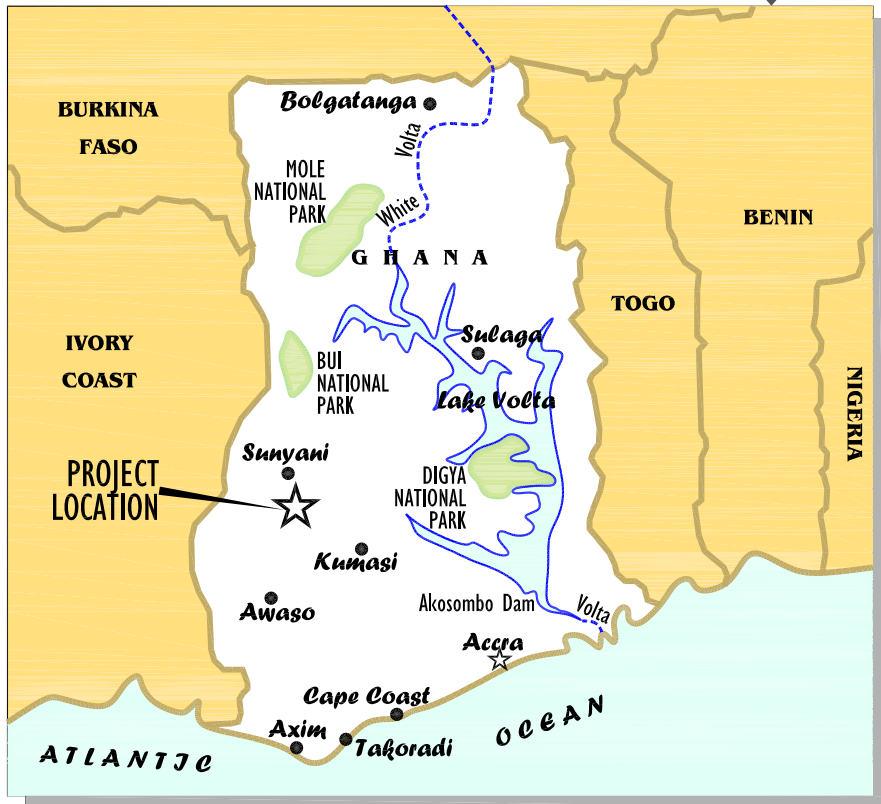 BURKINA
FASO
Bolgatanga
Volta
MOLE
NATIONAL
PARK
White
BENIN
GHANA
TOGO
Sulaga
IVORY
COAST
BUI
NATIONAL
PARK
Lake Volta
NIGERIA
Sunyani
PROJECT
LOCATION
DIGYA
NATIONAL
PARK
Kumasi
Awaso
Akosombo Dam
Volta
Accra
Cape Coast
Axim
Takoradi
ATLANTIC
OCEAN